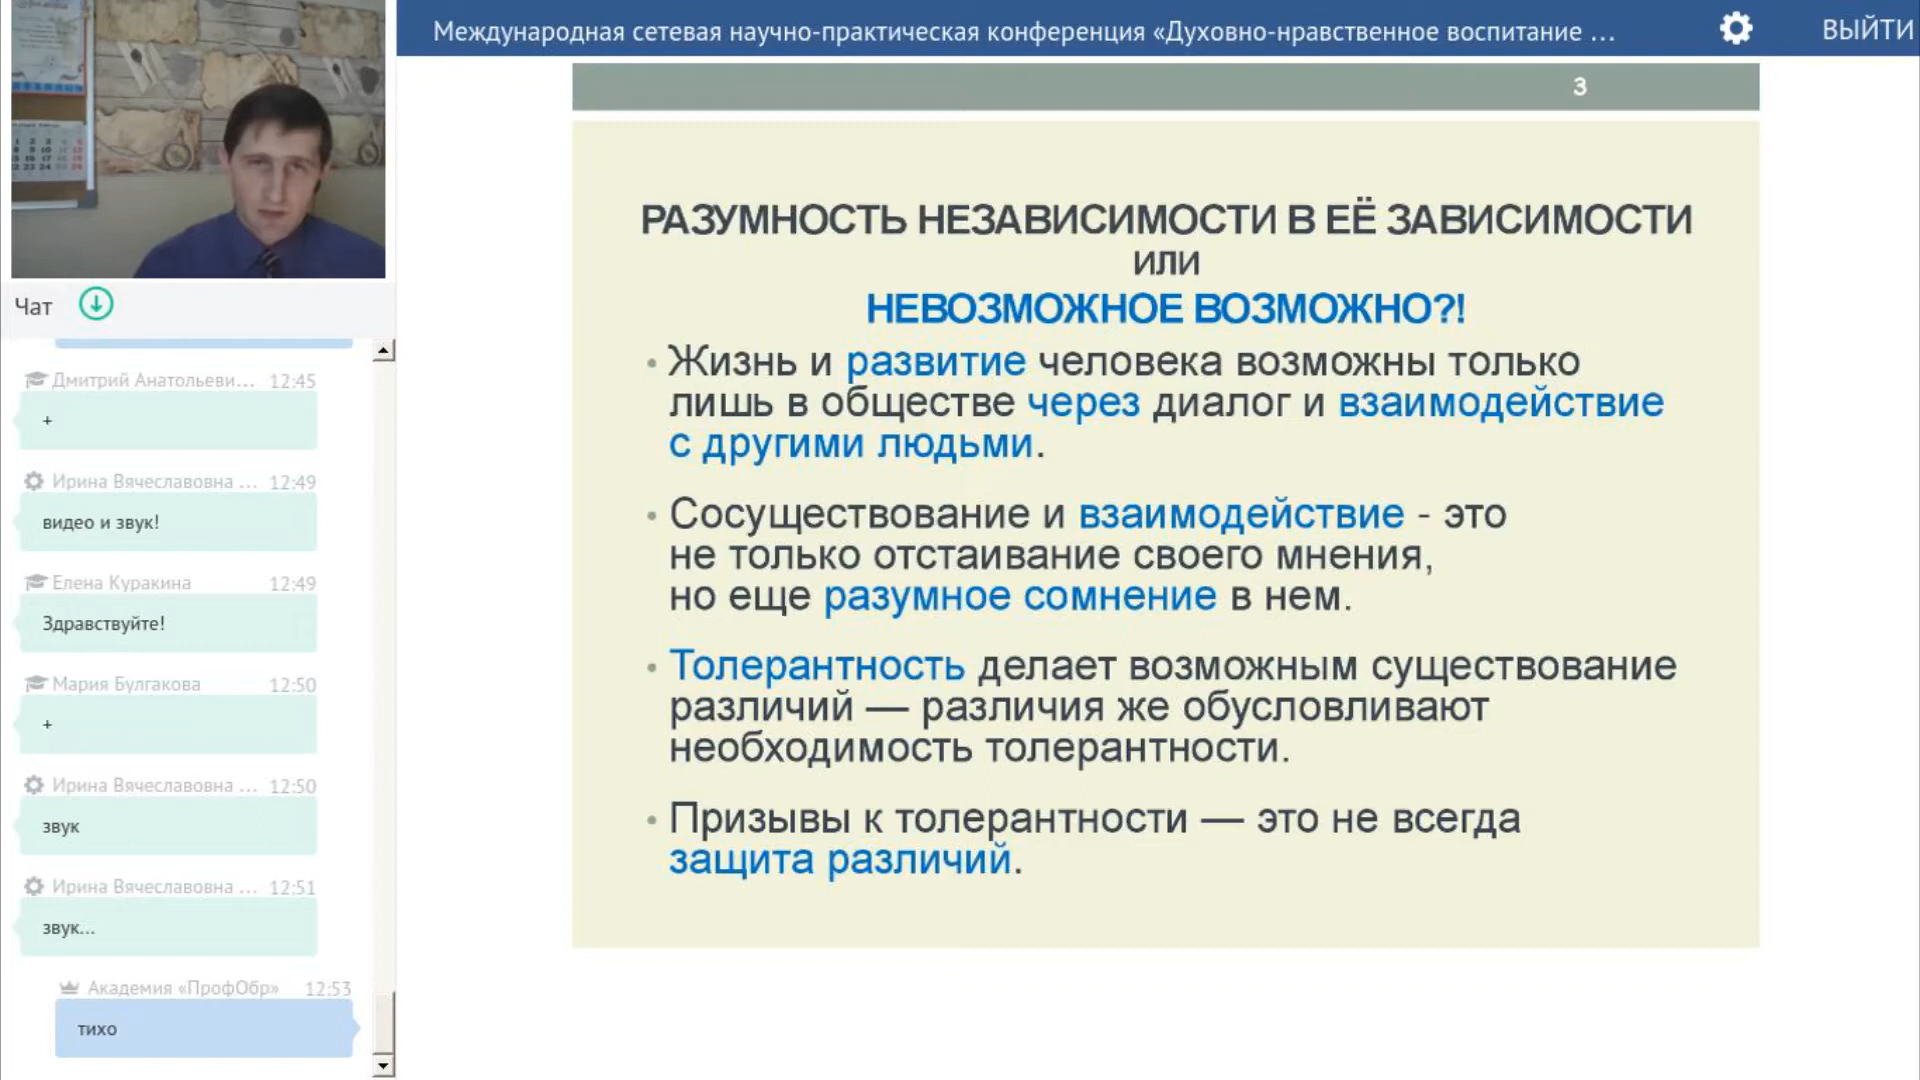 Международная сетевая научно-практическая конференция «Духовно-нравственное воспитание ...
ВЫЙТИ
3
РАЗУМНОСТЬ НЕЗАВИСИМОСТИ В ЕЁ ЗАВИСИМОСТИ
ИЛИ
НЕВОЗМОЖНОЕ ВОЗМОЖНО?!
• Жизнь и развитие человека возможны только
лишь в обществе через диалог и взаимодействие
с другими людьми.
• Сосуществование и взаимодействие - это
не только отстаивание своего мнения,
но еще разумное сомнение в нем.
• Толерантность делает возможным существование
различий — различия же обусловливают
необходимость толерантности.
• Призывы к толерантности — это не всегда
защита различий.
Чат
Дмитрий Анатольеви... 12:45
+
Ирина Вячеславовна ... 12:49
видео и звук!
Елена Куракина 12:49
Здравствуйте!
Мария Булгакова 12:50
+
Ирина Вячеславовна ... 12:50
звук
Ирина Вячеславовна ... 12:51
звук...
Академия «ПрофОбр» 12:53
тихо